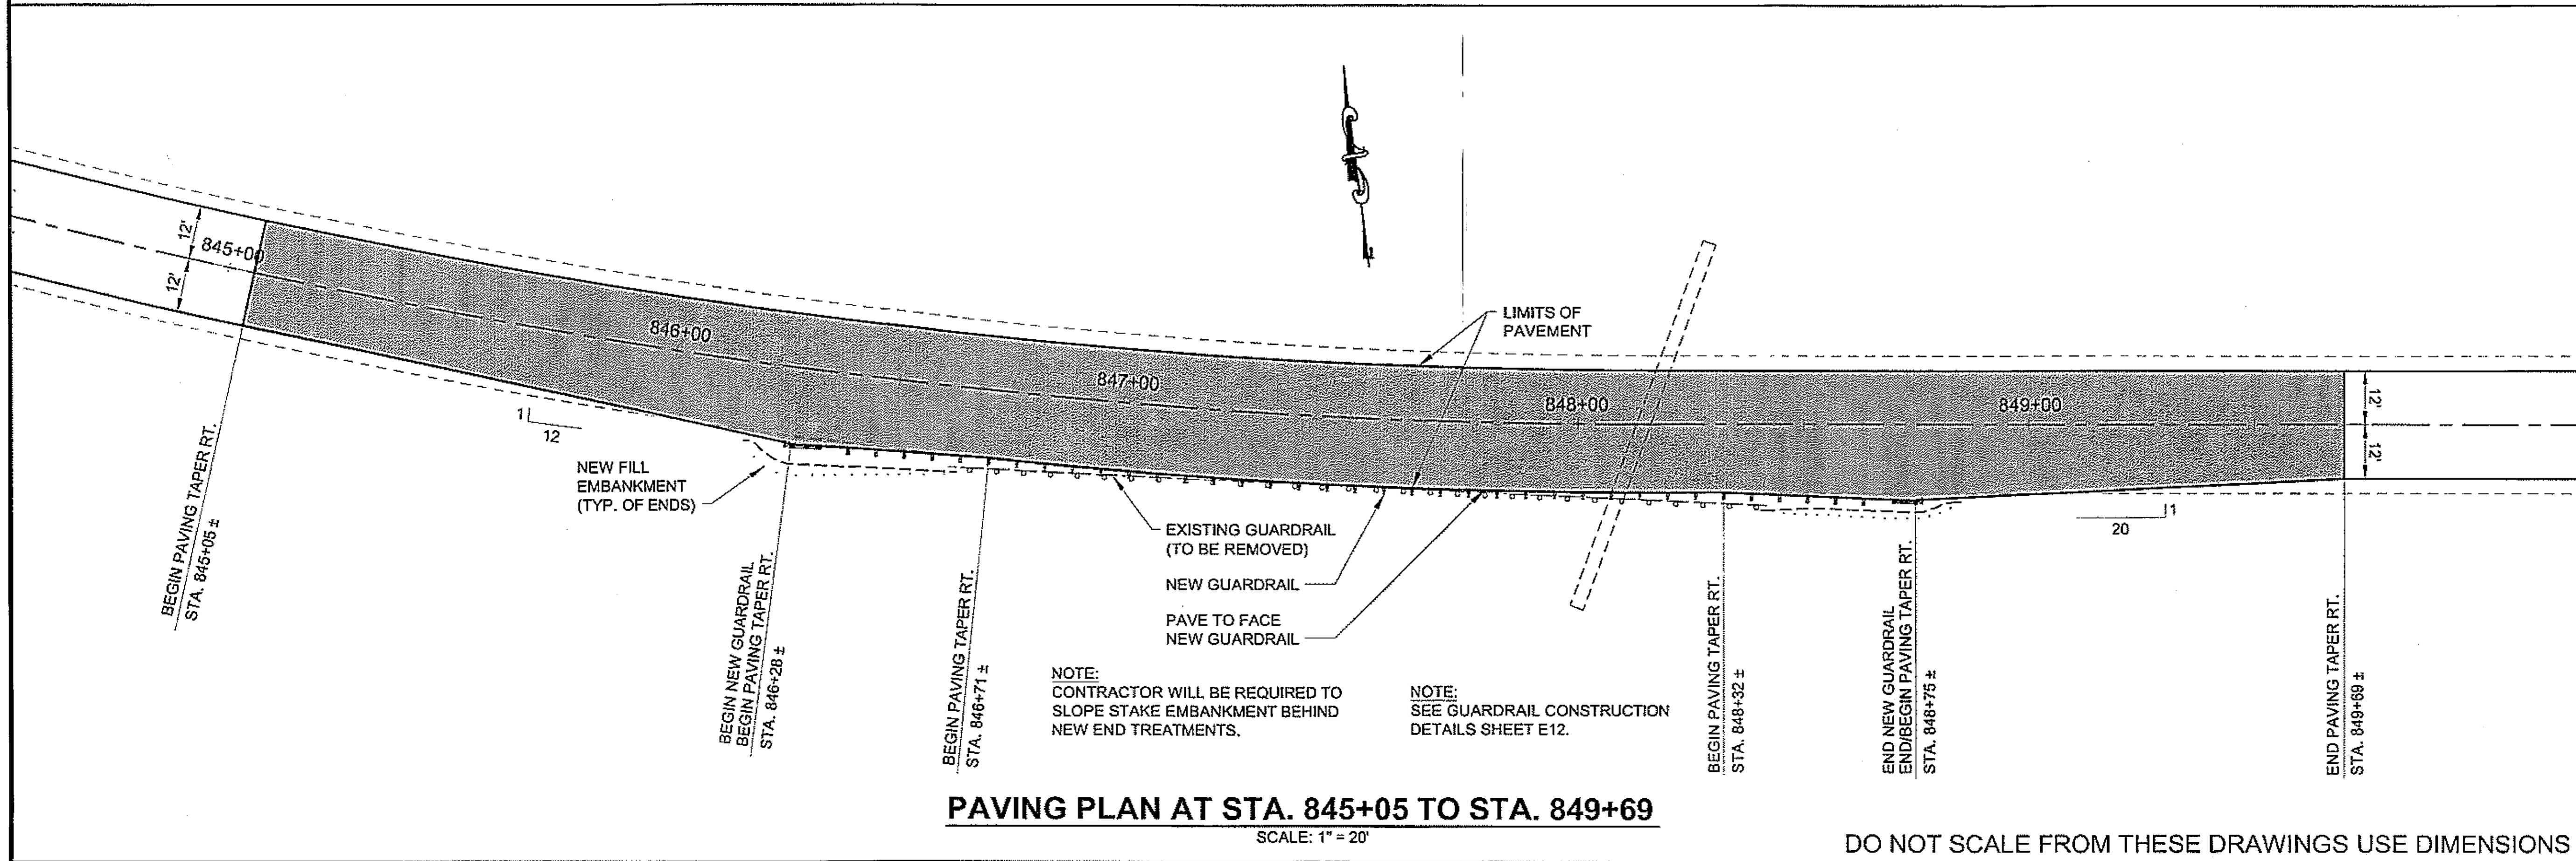 12'
12'
845+00
846+00
847+00
848+00
849+00
12'
12'
LIMITS OF
PAVEMENT
1
12
20
1
NEW FILL
EMBANKMENT
(TYP. OF ENDS)
EXISTING GUARDRAIL
(TO BE REMOVED)
NEW GUARDRAIL
PAVE TO FACE
NEW GUARDRAIL
BEGIN PAVING TAPER RT.
STA. 845+05 ±
BEGIN NEW GUARDRAIL
BEGIN PAVING TAPER RT.
STA. 846+28 ±
BEGIN PAVING TAPER RT.
STA. 846+71 ±
NOTE:
CONTRACTOR WILL BE REQUIRED TO
SLOPE STAKE EMBANKMENT BEHIND
NEW END TREATMENTS.
NOTE:
SEE GUARDRAIL CONSTRUCTION
DETAILS SHEET E12.
BEGIN PAVING TAPER RT.
STA. 848+32 ±
END NEW GUARDRAIL
END/BEGIN PAVING TAPER RT.
STA. 848+75 ±
END PAVING TAPER RT.
STA. 849+69 ±
PAVING PLAN AT STA. 845+05 TO STA. 849+69
SCALE: 1" = 20'
DO NOT SCALE FROM THESE DRAWINGS USE DIMENSIONS